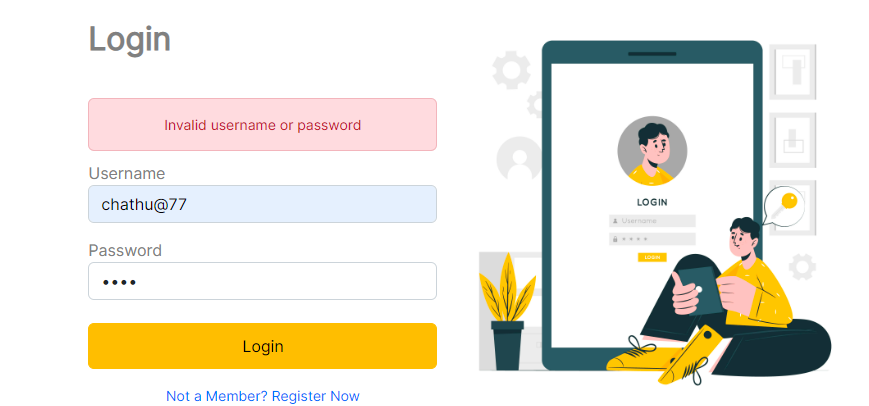 Login
Invalid username or password
Username
chathu@77
Password
••••
Login
Not a Member? Register Now
LOGIN
Username
* * * *
LOGIN